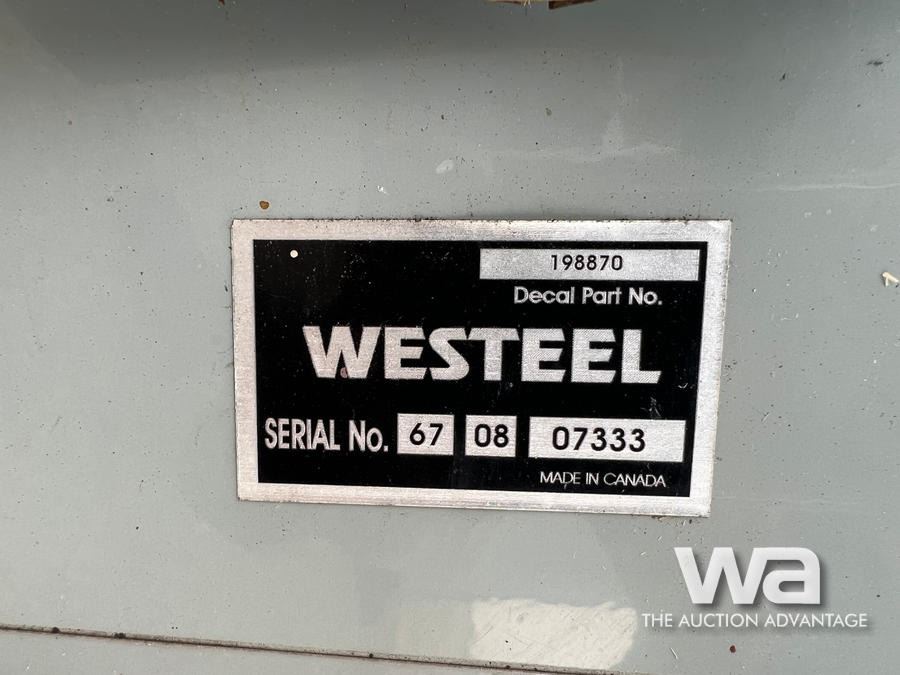 198870
Decal Part No.
WESTEEL
SERIAL No. 67 08 07333
MADE IN CANADA
wa
THE AUCTION ADVANTAGE